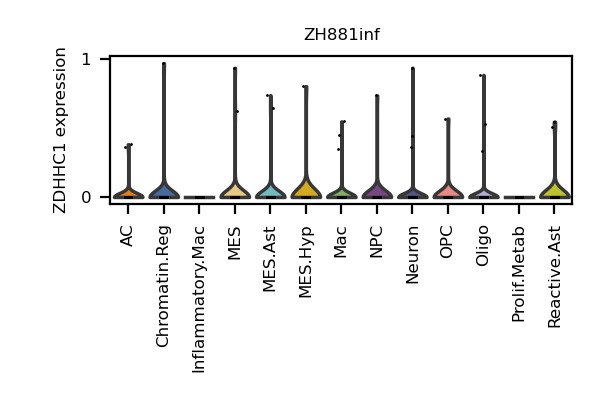 ZH881inf
ZDHHC1 expression
1
0
AC
Chromatin.Reg
Inflammatory.Mac
MES
MES.Ast
MES.Hyp
Mac
NPC
Neuron
OPC
Oligo
Prolif.Metab
Reactive.Ast